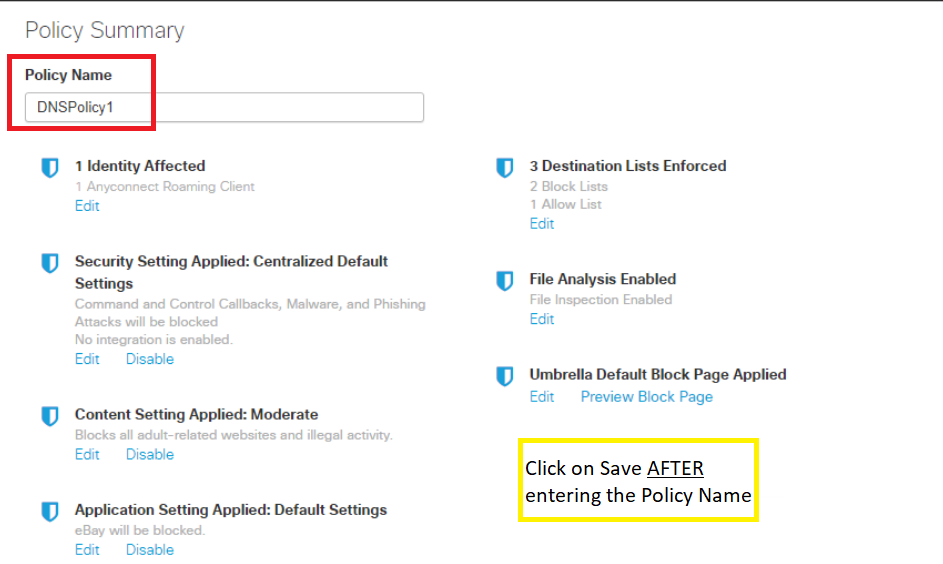 Policy Summary
Policy Name
DNSPolicy1
1 Identity Affected
1 Anyconnect Roaming Client
Edit
Security Setting Applied: Centralized Default
Settings
Command and Control Callbacks, Malware, and Phishing
Attacks will be blocked
No integration is enabled.
Edit Disable
Content Setting Applied: Moderate
Blocks all adult-related websites and illegal activity.
Edit Disable
Application Setting Applied: Default Settings
eBay will be blocked.
Edit Disable
3 Destination Lists Enforced
2 Block Lists
1 Allow List
Edit
File Analysis Enabled
File Inspection Enabled
Edit
Umbrella Default Block Page Applied
Edit Preview Block Page
Click on Save AFTER
entering the Policy Name